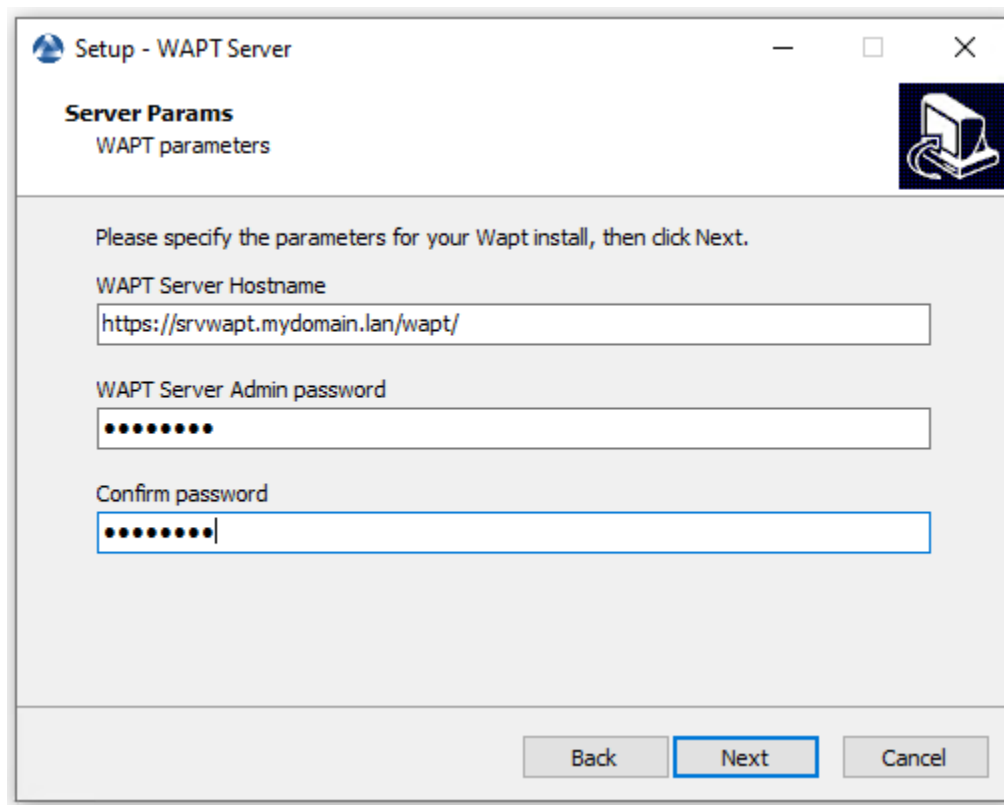 Setup - WAPT Server
Server Params
WAPT parameters
Please specify the parameters for your Wapt install, then click Next.
WAPT Server Hostname
https://srvwapt.mydomain.lan/wapt/
WAPT Server Admin password
●●●●●●●●
Confirm password
●●●●●●●●
Back Next Cancel